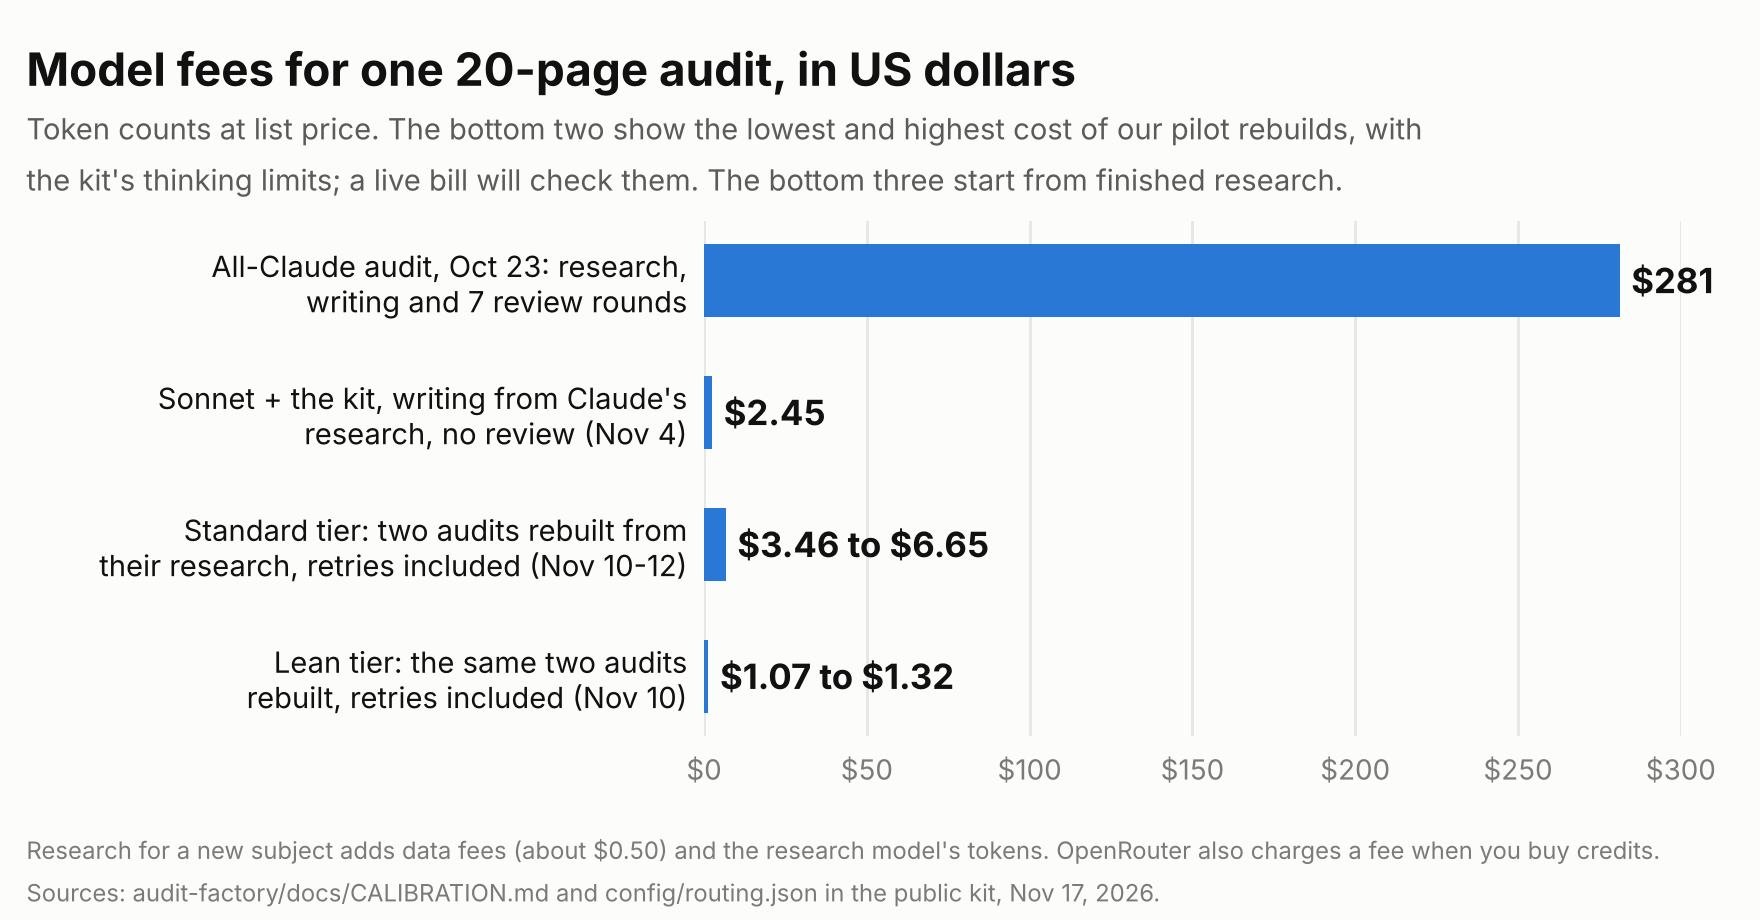 Model fees for one 20-page audit, in US dollars
Token counts at list price. The bottom two show the lowest and highest cost of our pilot rebuilds, with
the kit's thinking limits; a live bill will check them. The bottom three start from finished research.
All-Claude audit, Oct 23: research,
writing and 7 review rounds
$281
Sonnet + the kit, writing from Claude's
research, no review (Nov 4)
$2.45
Standard tier: two audits rebuilt from
their research, retries included (Nov 10-12)
$3.46 to $6.65
Lean tier: the same two audits
rebuilt, retries included (Nov 10)
$1.07 to $1.32
$0 $50 $100 $150 $200 $250 $300
Research for a new subject adds data fees (about $0.50) and the research model's tokens. OpenRouter also charges a fee when you buy credits.
Sources: audit-factory/docs/CALIBRATION.md and config/routing.json in the public kit, Nov 17, 2026.